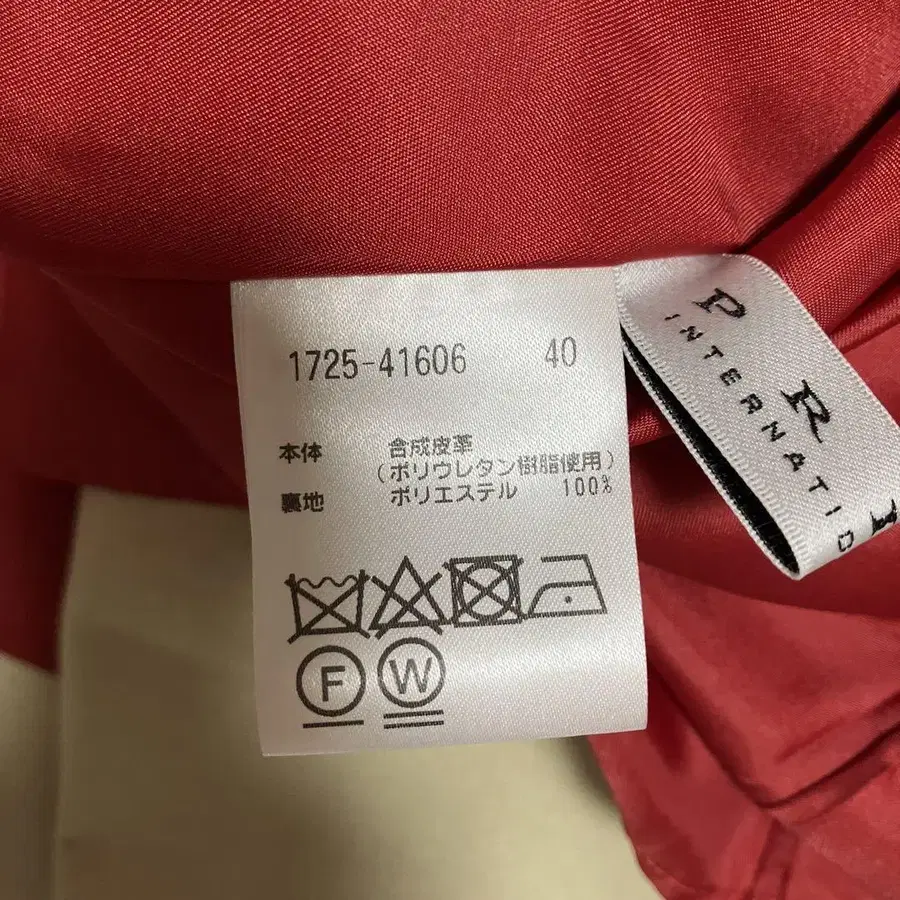 1725-41606 40
本体 合成皮革
(ポリウレタン樹脂使用)
裏地 ポリエステル 100%
F W
P R
INTERNATIO